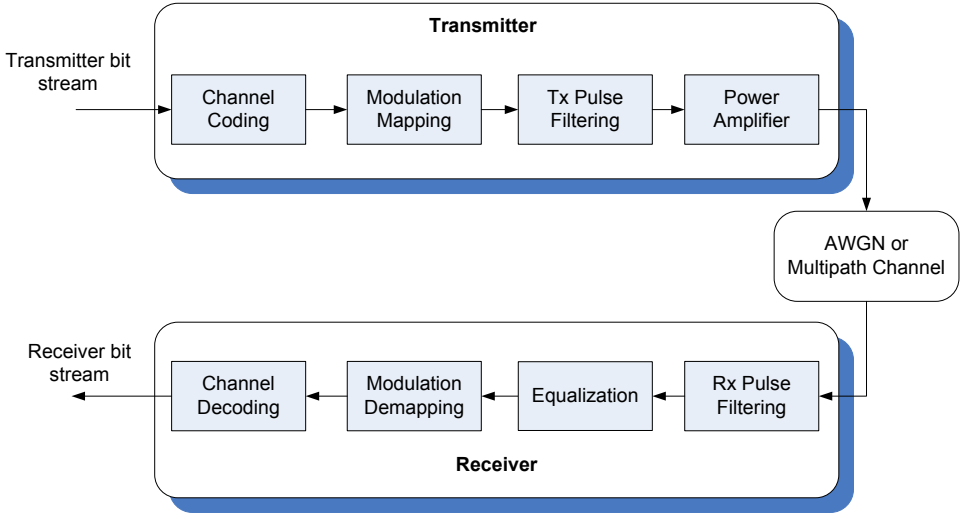 Transmitter
Transmitter bit
stream
Channel
Coding
Modulation
Mapping
Tx Pulse
Filtering
Power
Amplifier
AWGN or
Multipath Channel
Receiver bit
stream
Channel
Decoding
Modulation
Demapping
Equalization
Rx Pulse
Filtering
Receiver